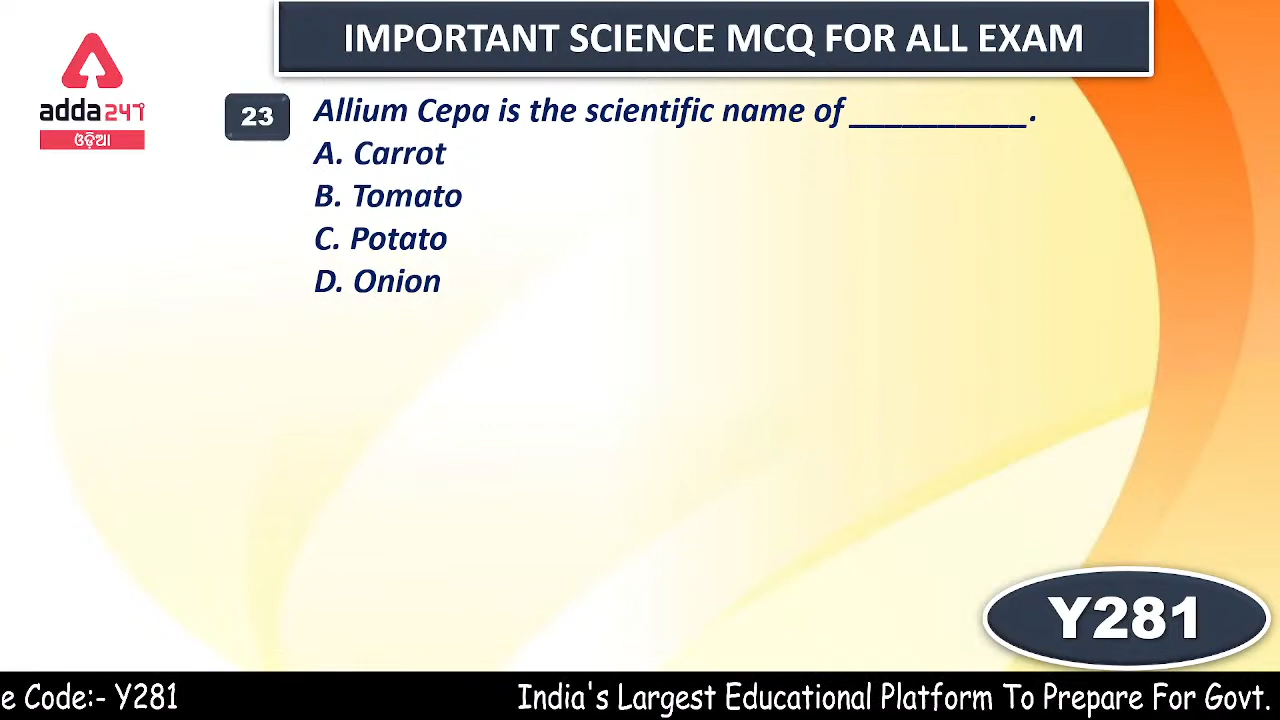 IMPORTANT SCIENCE MCQ FOR ALL EXAM
adda247
ଓଡ଼ିଆ
23
Allium Cepa is the scientific name of __________.
A. Carrot
B. Tomato
C. Potato
D. Onion
Y281
e Code:- Y281 India's Largest Educational Platform To Prepare For Govt.